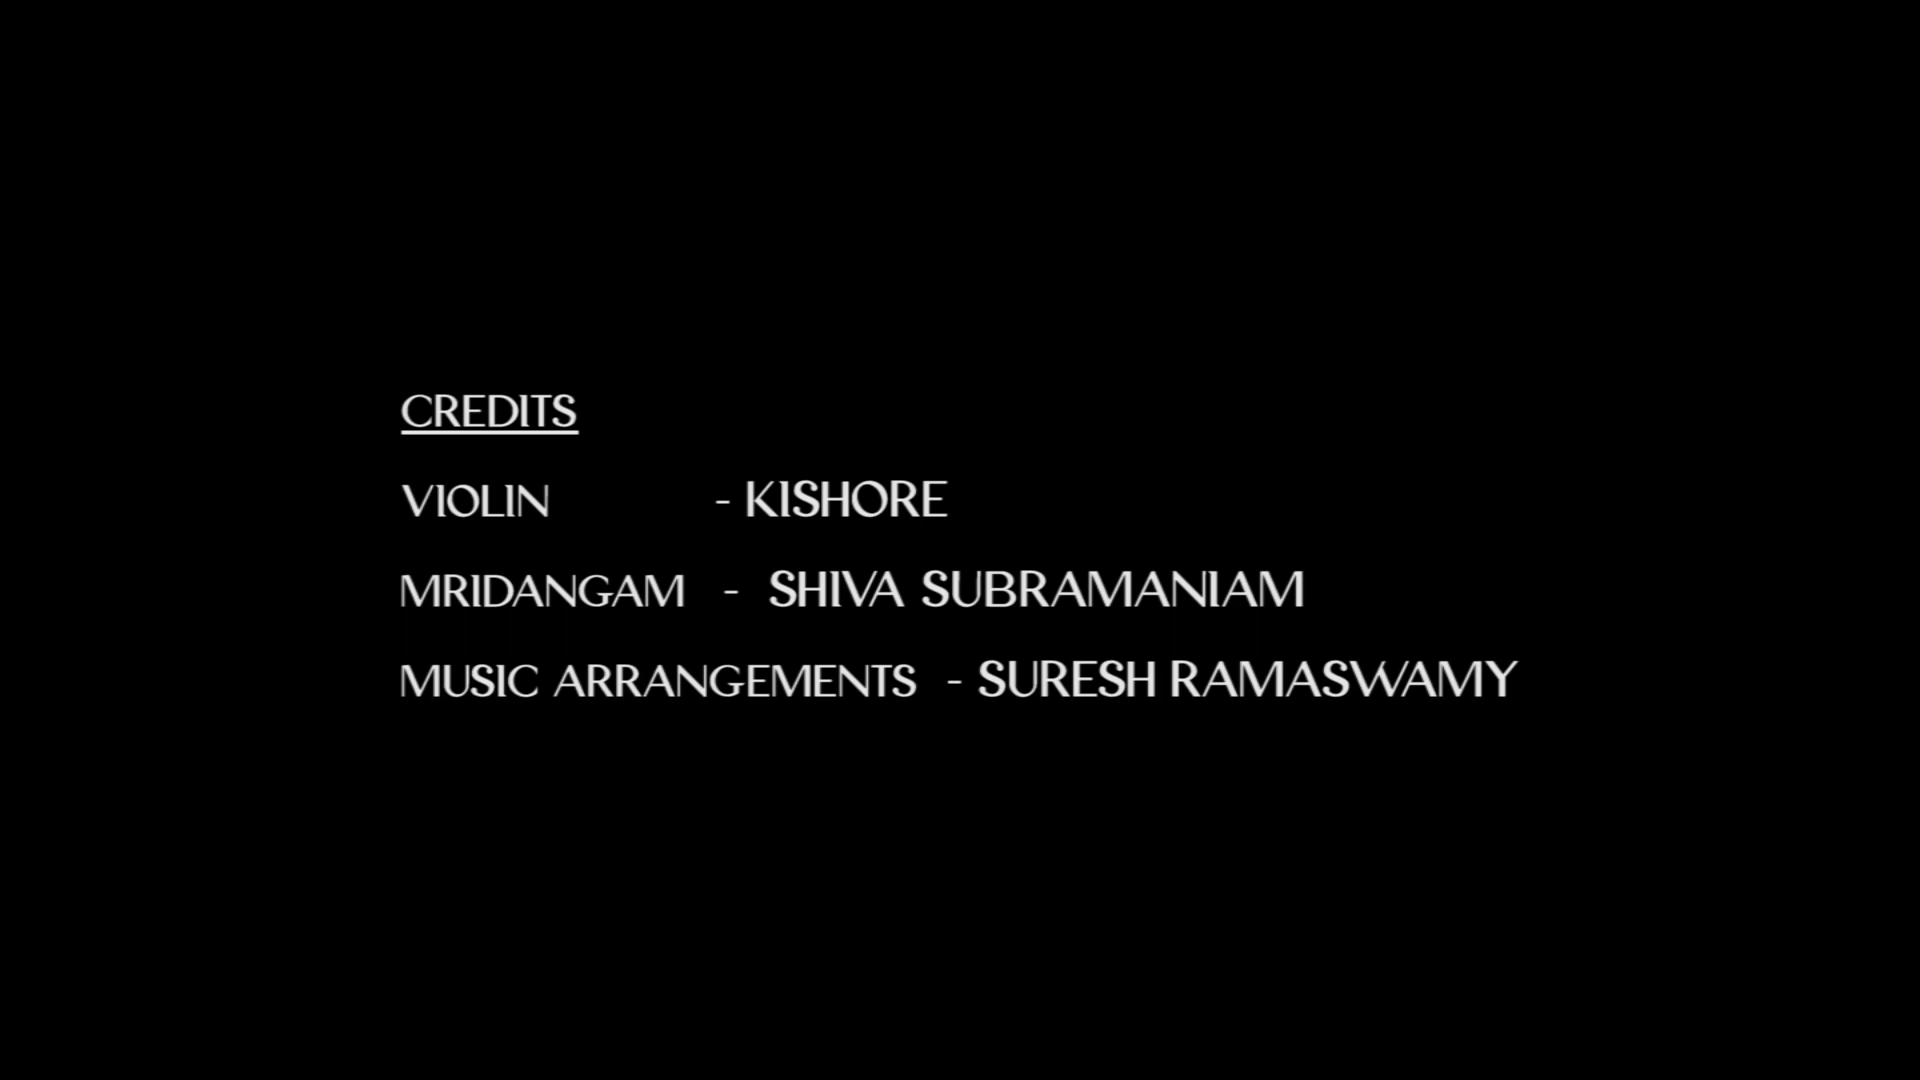 CREDITS
VIOLIN - KISHORE
MRIDANGAM - SHIVA SUBRAMANIAM
MUSIC ARRANGEMENTS - SURESH RAMASWAMY